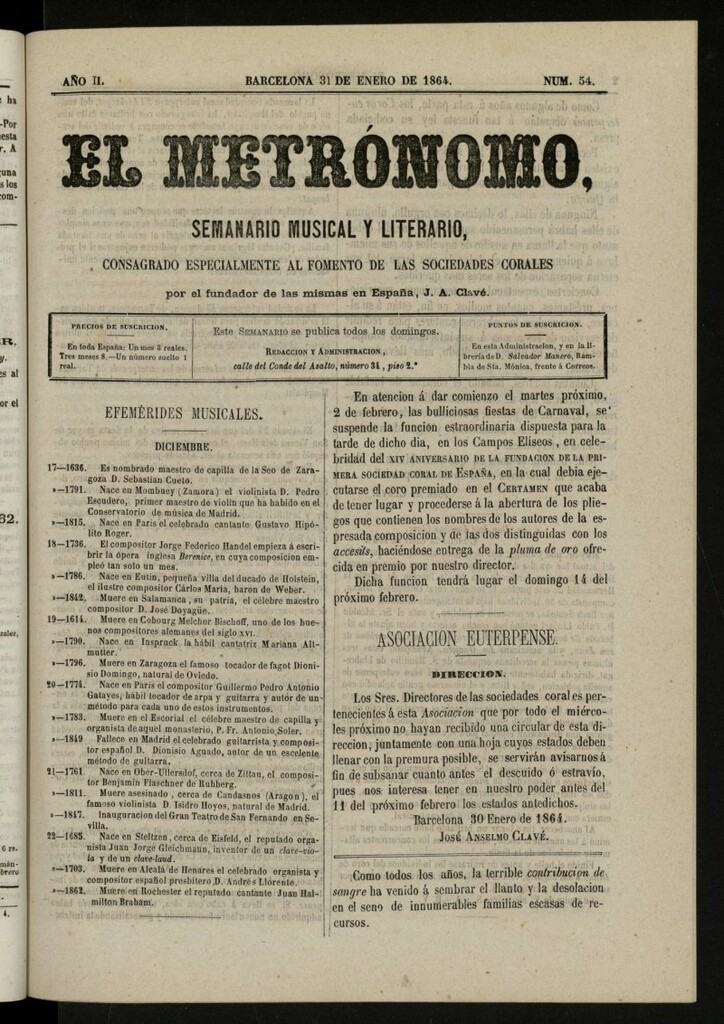 AÑO II.
BARCELONA 31 DE ENERO DE 1864.
NUM. 54.
EL METRÓNOMO,
SEMANARIO MUSICAL Y LITERARIO,
CONSAGRADO ESPECIALMENTE AL FOMENTO DE LAS SOCIEDADES CORALES
por el fundador de las mismas en España, J. A. Clavé.
PRECIOS DE SUSCRICION.
En toda España: Un mes 3 reales.
Tres meses 8.—Un número suelto 1
real.
Este SEMANARIO se publica todos los domingos.
REDACCION Y ADMINISTRACION,
calle del Conde del Asalto, número 34, piso 2.º
PUNTOS DE SUSCRICION.
En esta Administracion, y en la li-
brería de D. Salvador Manero, Ram-
bla de Sta. Mónica, frente á Correos.
EFEMÉRIDES MUSICALES.
DICIEMBRE.
17—1636. Es nombrado maestro de capilla de la Seo de Zara-
goza D. Sebastian Cueto.
»—1791. Nace en Mombuey (Zamora) el violinista D. Pedro
Escudero, primer maestro de violin que ha habido en el
Conservatorio de música de Madrid.
»—1815. Nace en Paris el celebrado cantante Gustavo Hipó-
lito Roger.
18—1736. El compositor Jorge Federico Handel empieza á escri-
brir la ópera inglesa Berenice, en cuya composicion em-
pleó tan solo un mes.
»—1786. Nace en Eutin, pequeña villa del ducado de Holstein,
el ilustre compositor Cárlos Maria, baron de Weber.
»—1842. Muere en Salamanca, su patria, el célebre maestro
compositor D. José Doyagüe.
19—1614. Muere en Cobourg Melchor Bischoff, uno de los bue-
nos compositores alemanes del siglo XVI.
»—1790. Nace en Inspruck la hábil cantatriz Mariana Alt-
mutter.
»—1796. Muere en Zaragoza el famoso tocador de fagot Dioni-
sio Domingo, natural de Oviedo.
20—1774. Nace en Paris el compositor Guillermo Pedro Antonio
Gatayes, hábil tocador de arpa y guitarra y autor de un
método para cada uno de estos instrumentos.
»—1783. Muere en el Escorial el célebre maestro de capilla y
organista de aquel monasterio, P. Fr. Antonio Soler.
»—1849 Fallece en Madrid el celebrado guitarrista y composi-
tor español D. Dionisio Aguado, autor de un escelente
método de guitarra.
21—1761 Nace en Ober-Ullersdof, cerca de Zittau, el composi-
tor Benjamin Flaschner de Ruhberg.
»—1811. Muere asesinado, cerca de Candasnos (Aragon), el
famoso violinista D. Isidro Hoyos, natural de Madrid.
»—1847. Inauguracion del Gran Teatro de San Fernando en Se-
villa.
22—1685. Nace en Steltzen, cerca de Eisfeld, el reputado orga-
nista Juan Jorge Gleichmann, inventor de un clave-vio-
la y de un clave-laud.
»—1703. Muere en Alcalá de Henares el celebrado organista y
compositor español presbítero D. Andrés Llorente.
»—1862. Muere en Rochester el reputado cantante Juan Hal-
milton Braham.
En atencion á dar comienzo el martes próximo,
2 de febrero, las bulliciosas fiestas de Carnaval, se
suspende la funcion estraordinaria dispuesta para la
tarde de dicho dia, en los Campos Elíseos, en cele-
bridad del XIV ANIVERSARIO DE LA FUNDACION DE LA PRI-
MERA SOCIEDAD CORAL DE ESPAÑA, en la cual debia eje-
cutarse el coro premiado en el CERTAMEN que acaba
de tener lugar y procederse á la abertura de los plie-
gos que contienen los nombres de los autores de la es-
presada composicion y de las dos distinguidas con los
accesits, haciéndose entrega de la pluma de oro ofre-
cida en premio por nuestro director.
Dicha funcion tendrá lugar el domingo 14 del
próximo febrero.
ASOCIACION EUTERPENSE.
DIRECCION.
Los Sres. Directores de las sociedades corales per-
tenecientes á esta Asociacion que por todo el miérco-
les próximo no hayan recibido una circular de esta di-
reccion, juntamente con una hoja cuyos estados deben
llenar con la premura posible, se servirán avisarnos á
fin de subsanar cuanto antes el descuido ó estravío,
pues nos interesa tener en nuestro poder antes del
11 del próximo febrero los estados antedichos.
Barcelona 30 Enero de 1864.
JOSÉ ANSELMO CLAVÉ.
Como todos los años, la terrible contribucion de
sangre ha venido á sembrar el llanto y la desolacion
en el seno de innumerables familias escasas de re-
cursos.